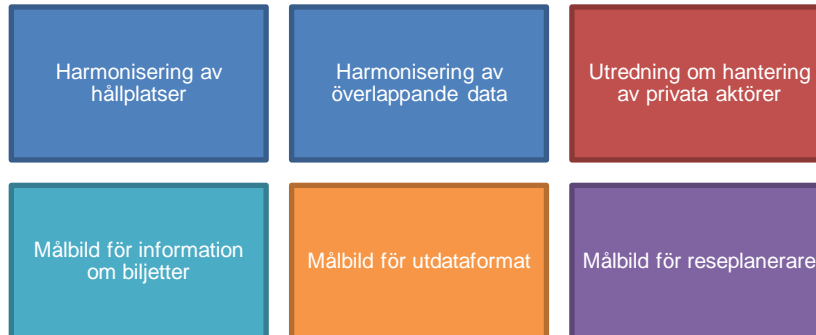 Harmonisering av
hållplatser
Harmonisering av
överlappande data
Utredning om hantering
av privata aktörer
Målbild för information
om biljetter
Målbild för utdataformat
Målbild för reseplanerare